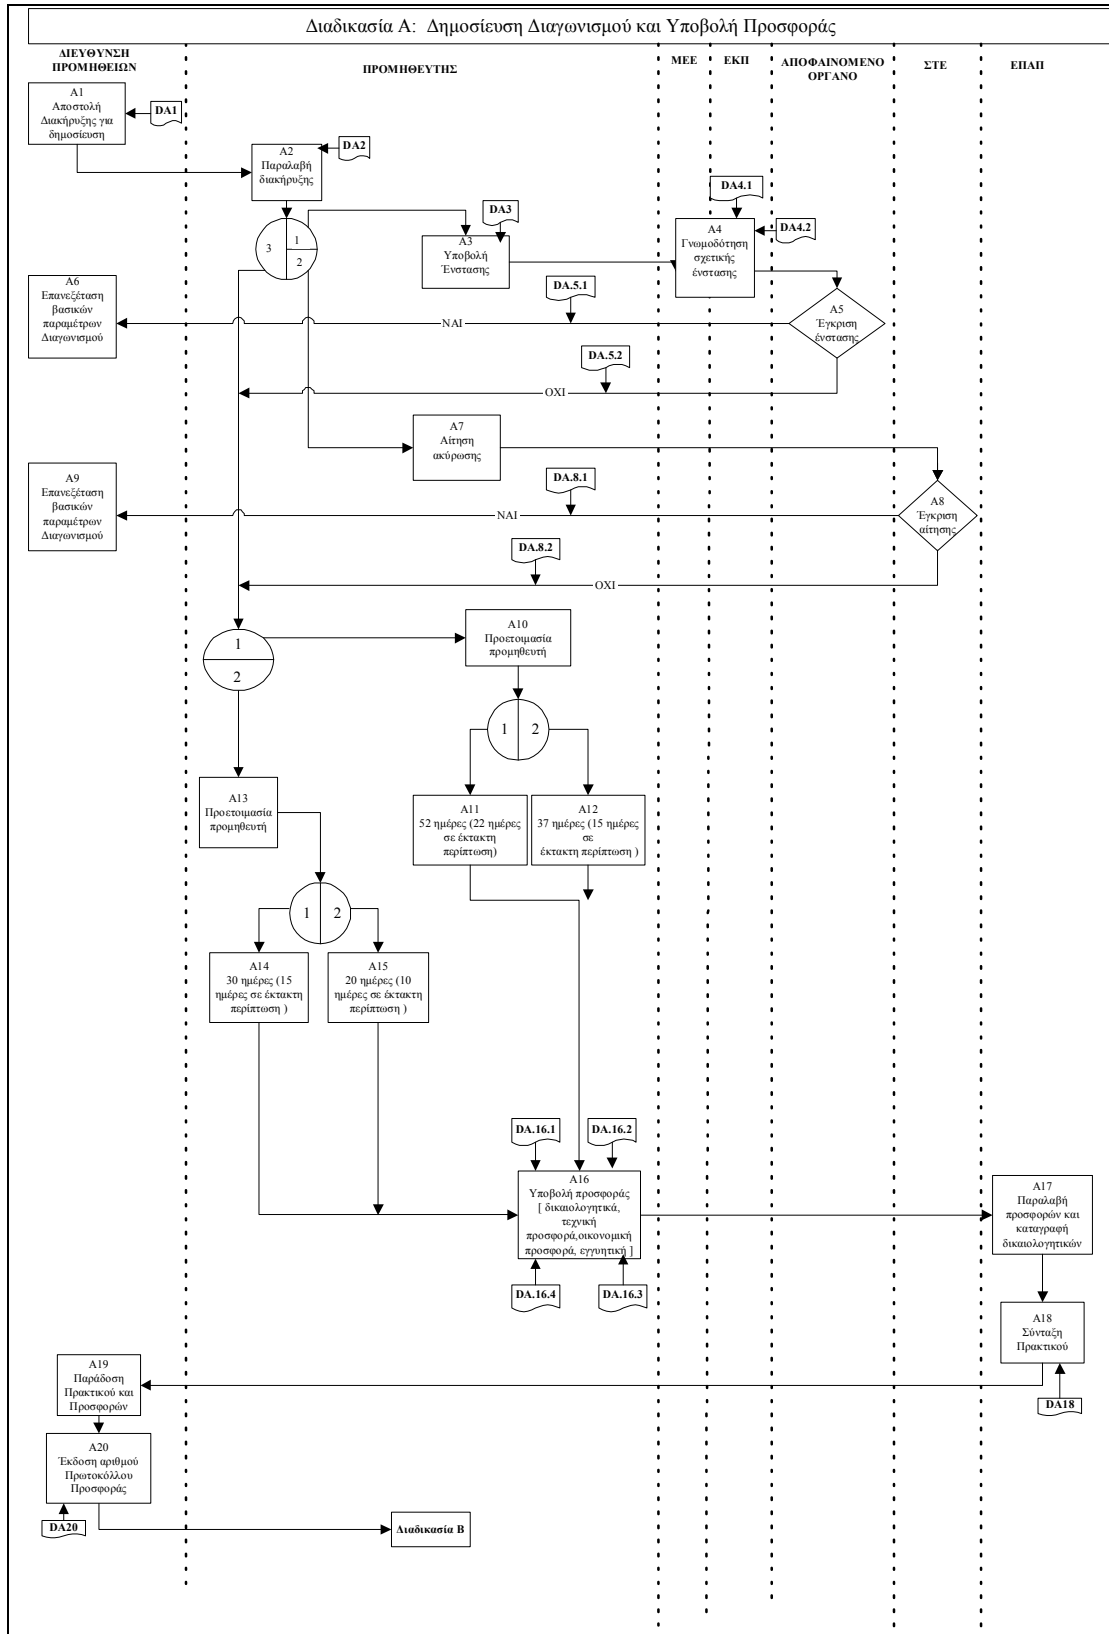 Διαδικασία Α: Δημοσίευση Διαγωνισμού και Υποβολή Προσφοράς
ΔΙΕΥΘΥΝΣΗ
ΠΡΟΜΗΘΕΙΩΝ
ΠΡΟΜΗΘΕΥΤΗΣ
ΜΕΕ
ΕΚΠ
ΑΠΟΦΑΙΝΟΜΕΝΟ
ΟΡΓΑΝΟ
ΣΤΕ
ΕΠΑΠ
Α1
Αποστολή
Διακήρυξης για
δημοσίευση
DA1
Α2
Παραλαβή
διακήρυξης
DA2
3
1
2
DA3
Α3
Υποβολή
Ένστασης
DA4.1
DA4.2
Α4
Γνωμοδότηση
σχετικής
ένστασης
Α5
Έγκριση
ένστασης
DA.5.1
ΝΑΙ
Α6
Επανεξέταση
βασικών
παραμέτρων
Διαγωνισμού
DA.5.2
ΟΧΙ
Α7
Αίτηση
ακύρωσης
Α8
Έγκριση
αίτησης
DA.8.1
ΝΑΙ
Α9
Επανεξέταση
βασικών
παραμέτρων
Διαγωνισμού
DA.8.2
ΟΧΙ
1
2
Α10
Προετοιμασία
προμηθευτή
1
2
Α11
52 ημέρες (22 ημέρες
σε έκτακτη
περίπτωση)
Α12
37 ημέρες (15 ημέρες
σε
έκτακτη περίπτωση )
Α13
Προετοιμασία
προμηθευτή
1
2
Α14
30 ημέρες (15
ημέρες σε έκτακτη
περίπτωση )
Α15
20 ημέρες (10
ημέρες σε έκτακτη
περίπτωση )
DA.16.1
DA.16.2
Α16
Υποβολή προσφοράς
[ δικαιολογητικά,
τεχνική
προσφορά,οικονομική
προσφορά, εγγυητική ]
DA.16.4
DA.16.3
Α17
Παραλαβή
προσφορών και
καταγραφή
δικαιολογητικών
Α18
Σύνταξη
Πρακτικού
DA18
Α19
Παράδοση
Πρακτικού και
Προσφορών
Α20
Έκδοση αριθμού
Πρωτοκόλλου
Προσφοράς
DA20
Διαδικασία Β